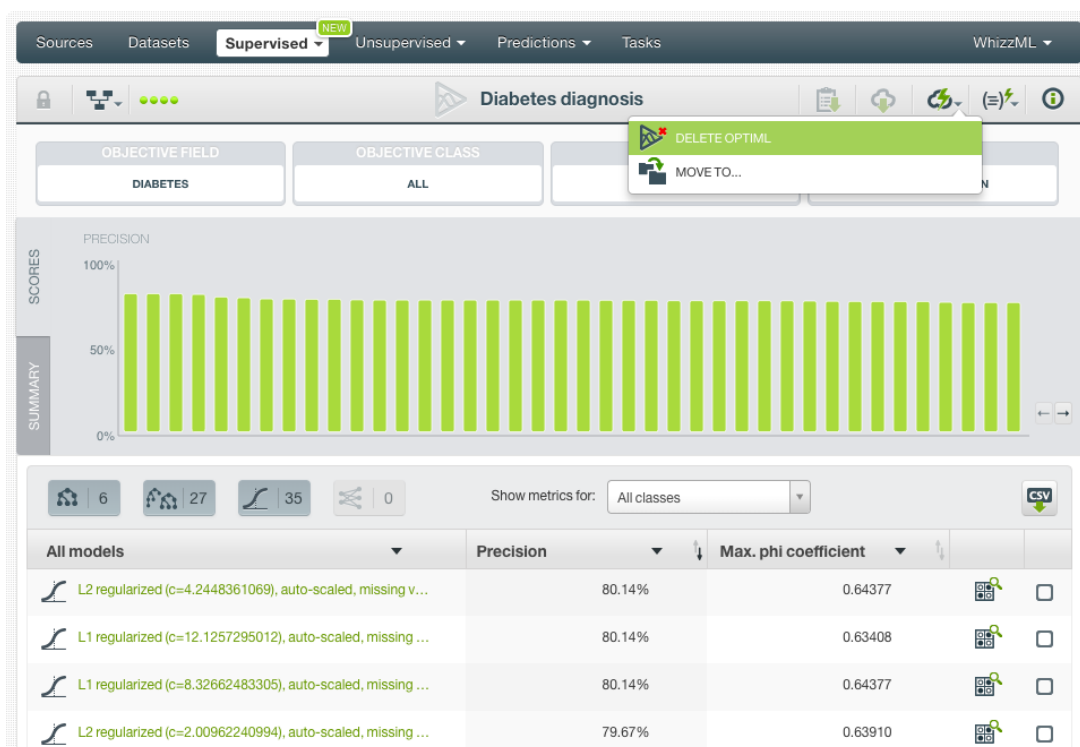 NEW
Sources Datasets Supervised Unsupervised Predictions Tasks WhizzML
Diabetes diagnosis
DELETE OPTIML
MOVE TO...
OBJECTIVE FIELD OBJECTIVE CLASS
DIABETES ALL N
SCORES
SUMMARY
PRECISION
100%
50%
0%
6 27 35 0 Show metrics for: All classes CSV
All models Precision Max. phi coefficient
L2 regularized (c=4.2448361069), auto-scaled, missing v... 80.14% 0.64377
L1 regularized (c=12.1257295012), auto-scaled, missing ... 80.14% 0.63408
L1 regularized (c=8.32662483305), auto-scaled, missing ... 80.14% 0.64377
L2 regularized (c=2.00962240994), auto-scaled, missing ... 79.67% 0.63910